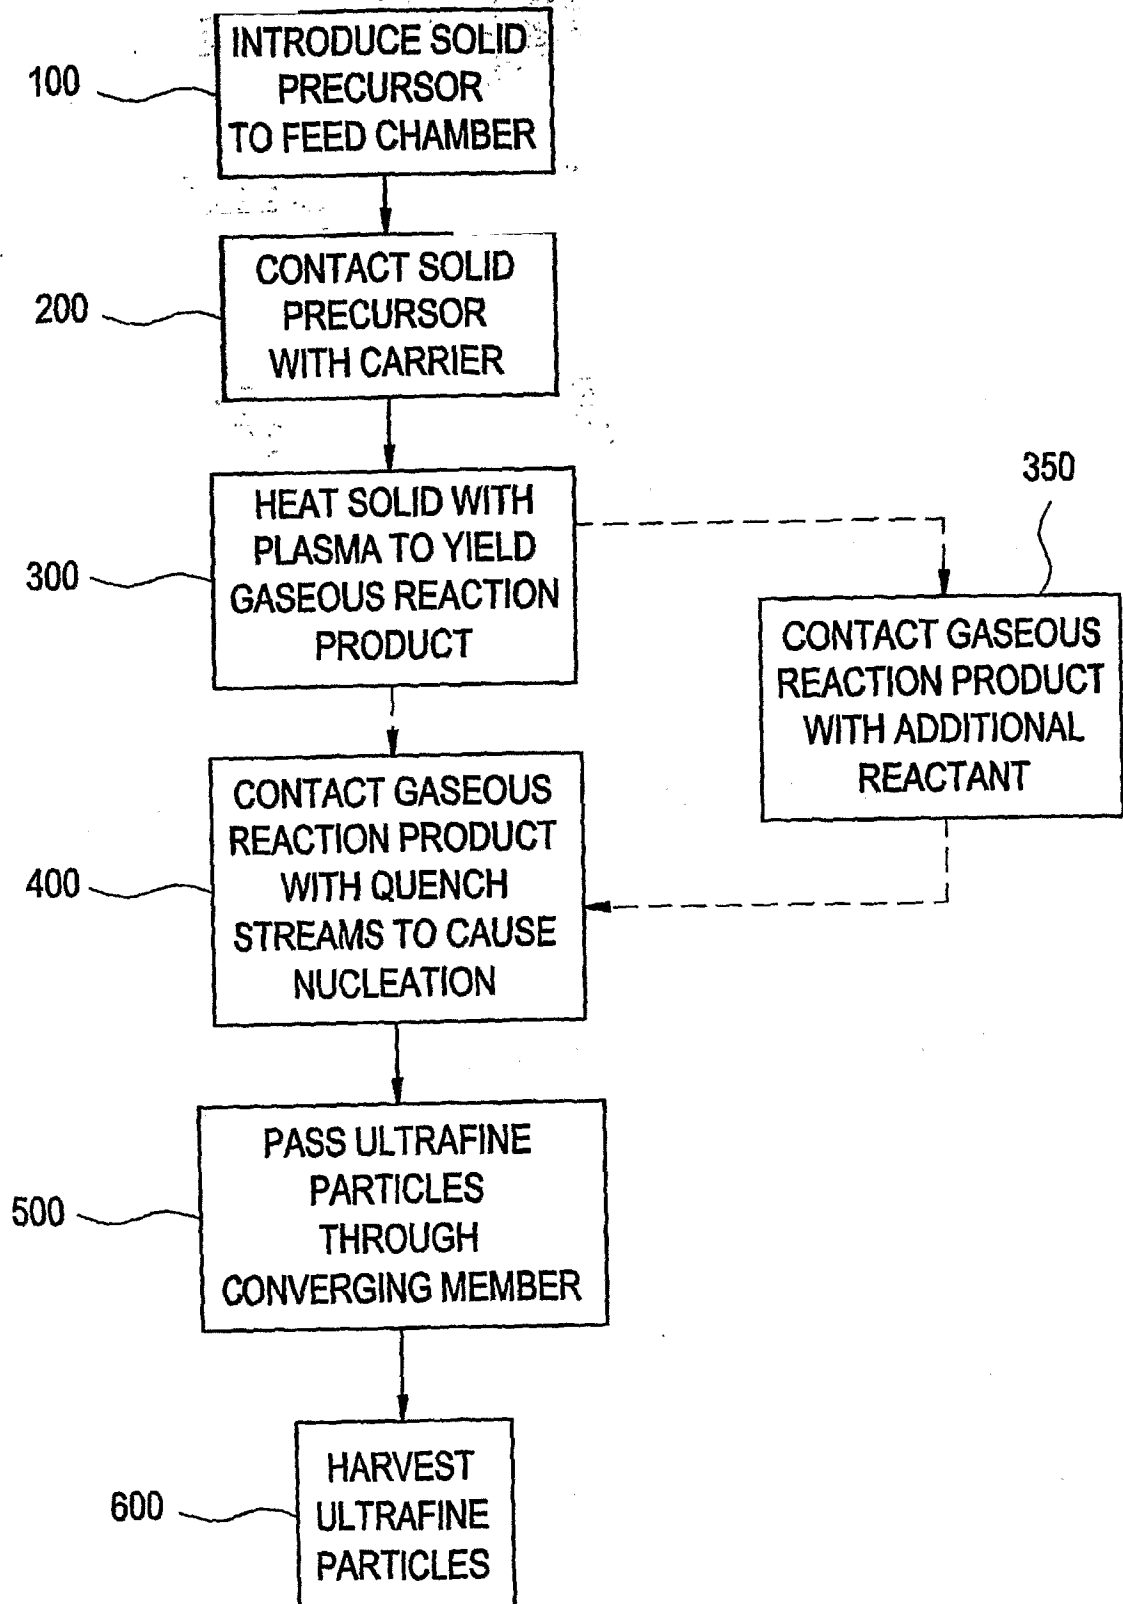 100
INTRODUCE SOLID
PRECURSOR
TO FEED CHAMBER
200
CONTACT SOLID
PRECURSOR
WITH CARRIER
300
HEAT SOLID WITH
PLASMA TO YIELD
GASEOUS REACTION
PRODUCT
350
CONTACT GASEOUS
REACTION PRODUCT
WITH ADDITIONAL
REACTANT
400
CONTACT GASEOUS
REACTION PRODUCT
WITH QUENCH
STREAMS TO CAUSE
NUCLEATION
500
PASS ULTRAFINE
PARTICLES
THROUGH
CONVERGING MEMBER
600
HARVEST
ULTRAFINE
PARTICLES